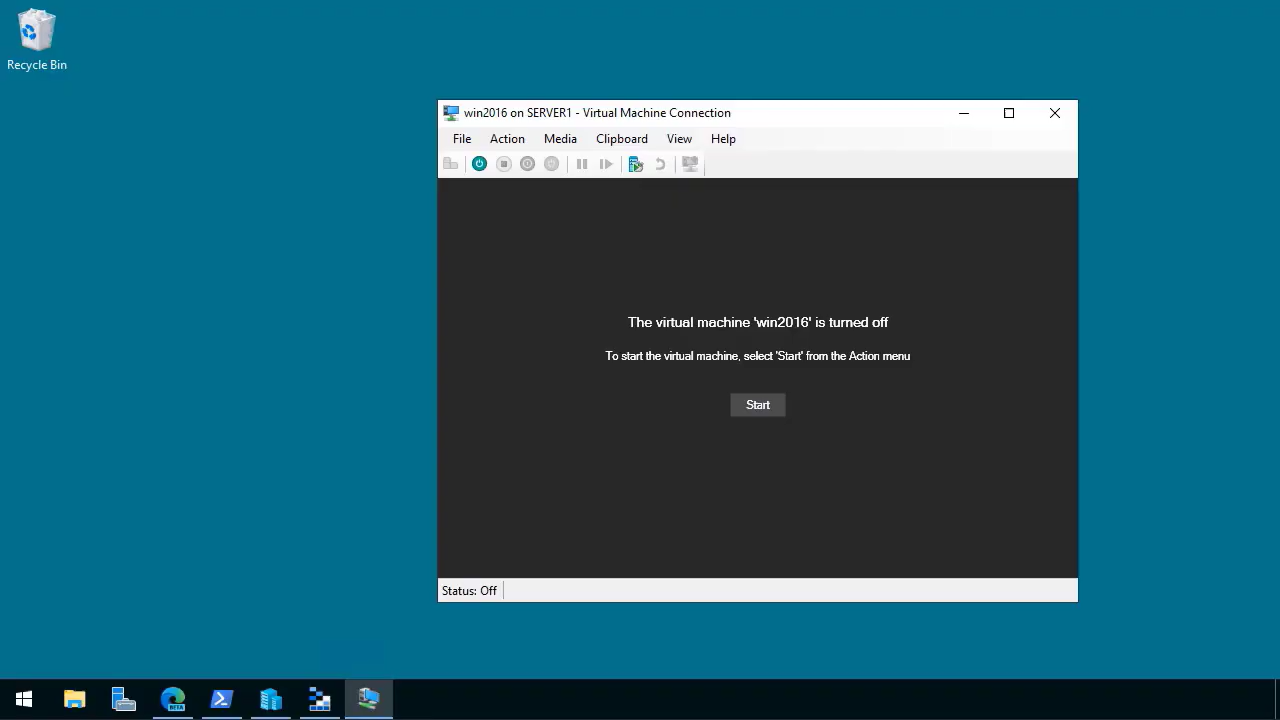 Recycle Bin
win2016 on SERVER1 - Virtual Machine Connection
File Action Media Clipboard View Help
The virtual machine 'win2016' is turned off
To start the virtual machine, select 'Start' from the Action menu
Start
Status: Off
BETA